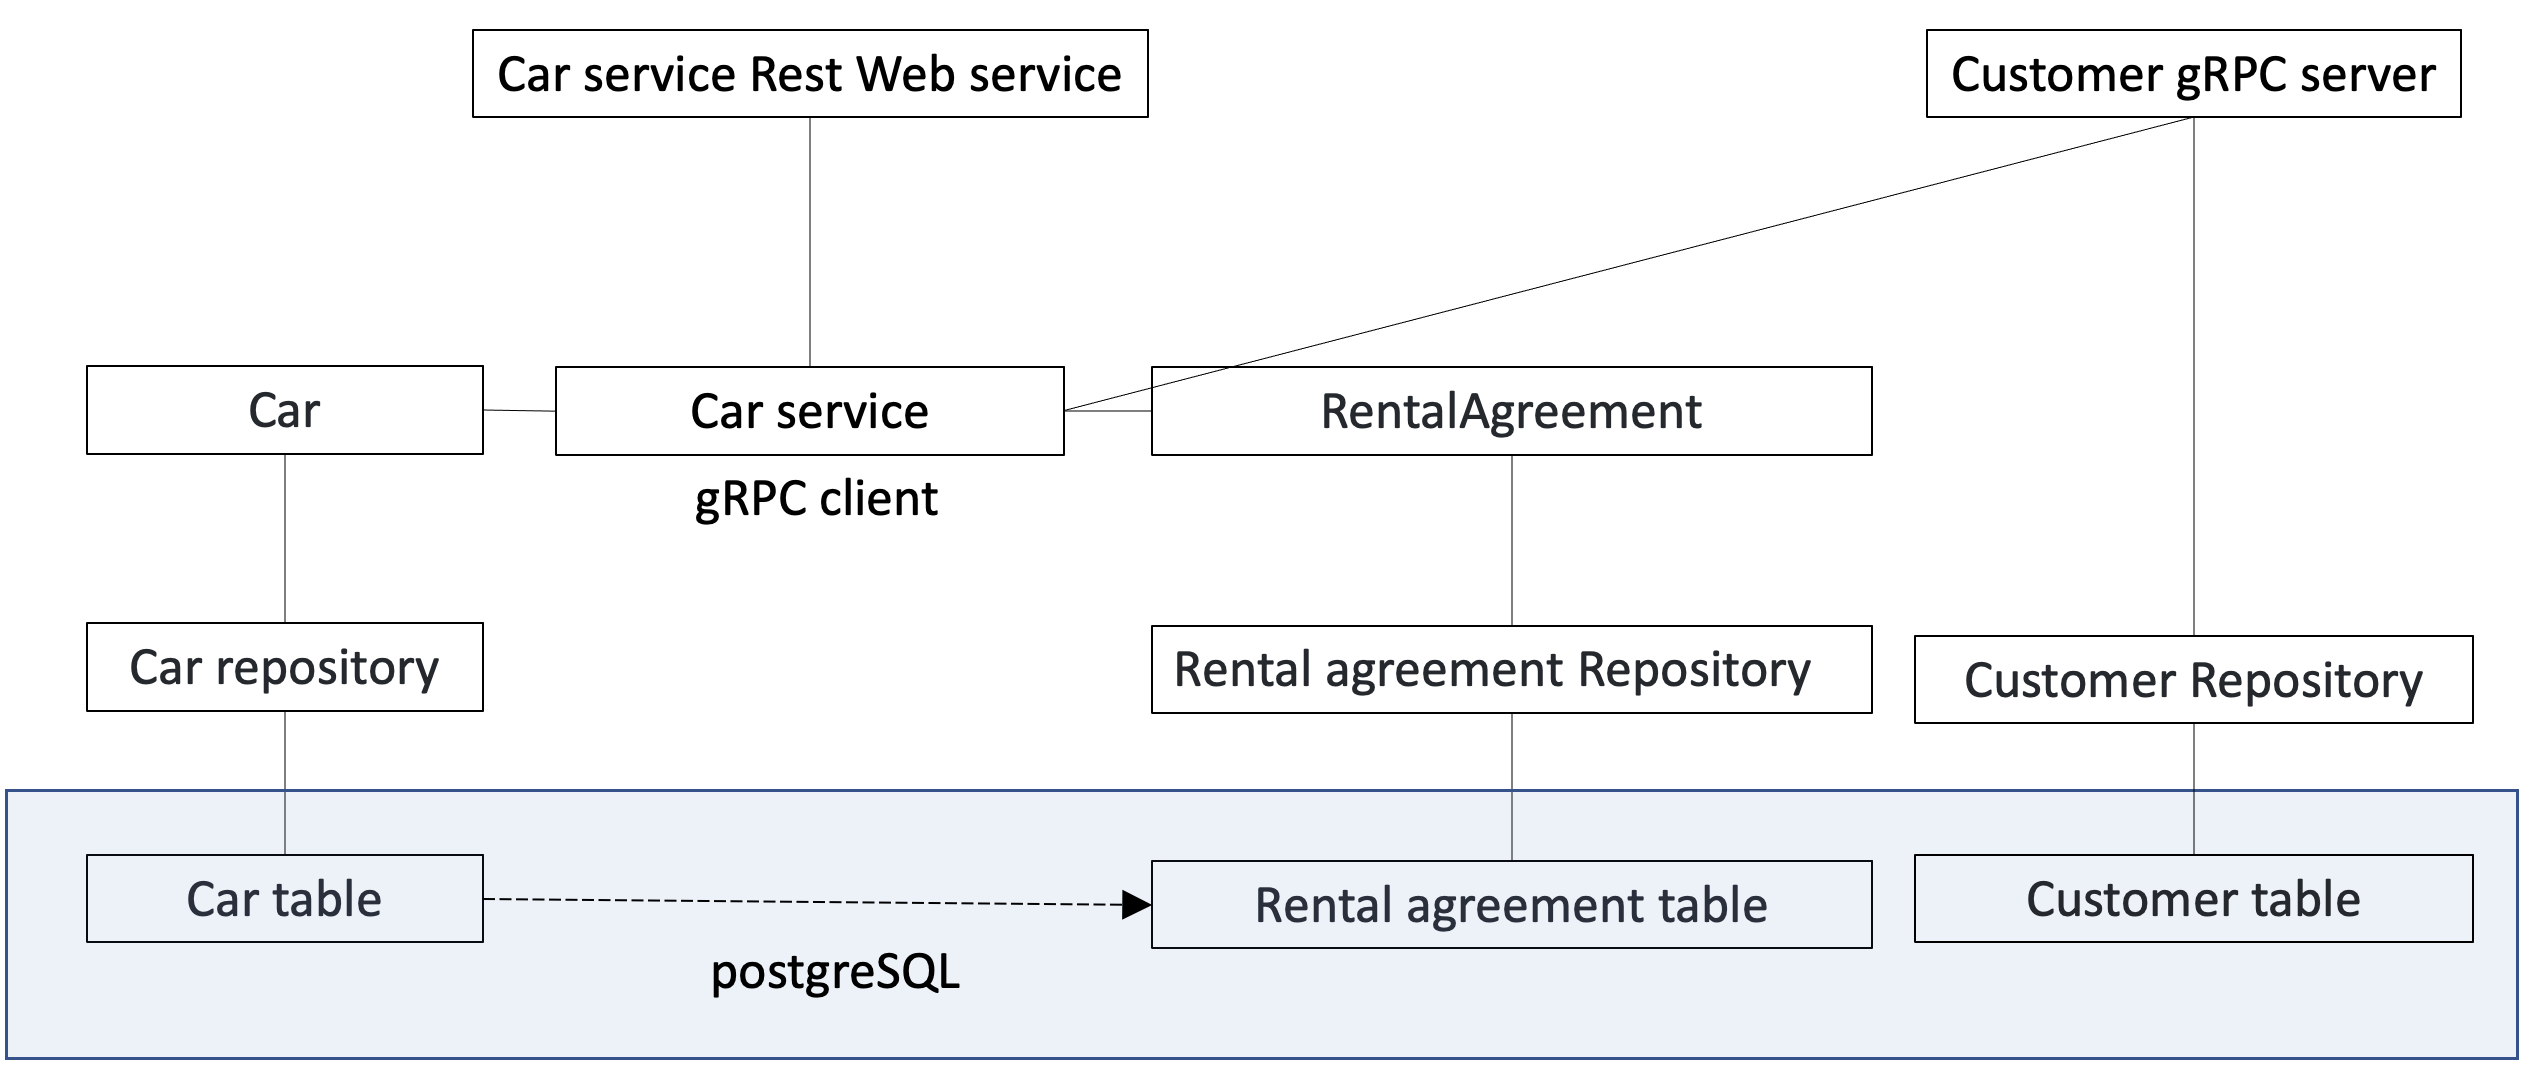 Car service Rest Web service
Customer gRPC server
Car
Car service
RentalAgreement
gRPC client
Car repository
Rental agreement Repository
Customer Repository
Car table
Rental agreement table
Customer table
postgreSQL